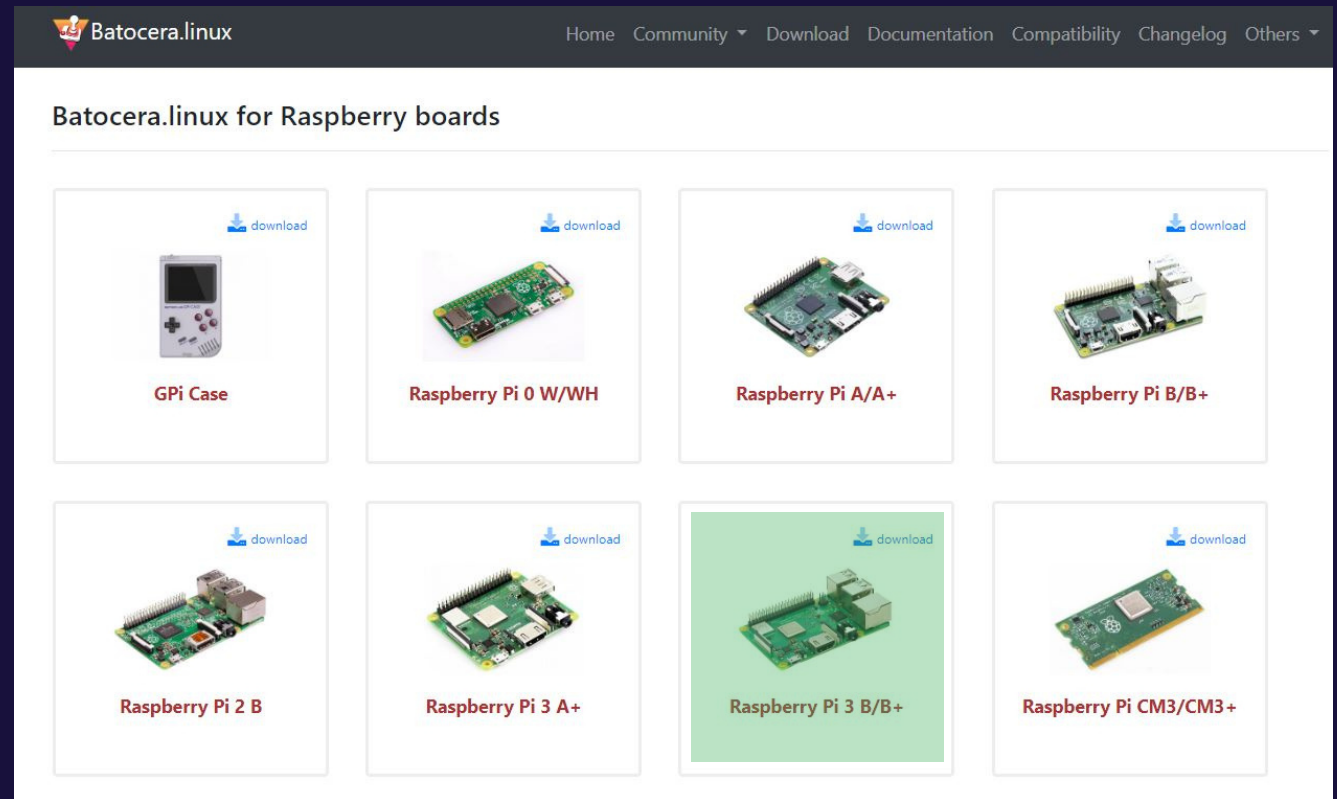 Batocera.linux
Home Community Download Documentation Compatibility Changelog Others
Batocera.linux for Raspberry boards
download download download download
GPi Case Raspberry Pi 0 W/WH Raspberry Pi A/A+ Raspberry Pi B/B+
download download download download
Raspberry Pi 2 B Raspberry Pi 3 A+ Raspberry Pi 3 B/B+ Raspberry Pi CM3/CM3+